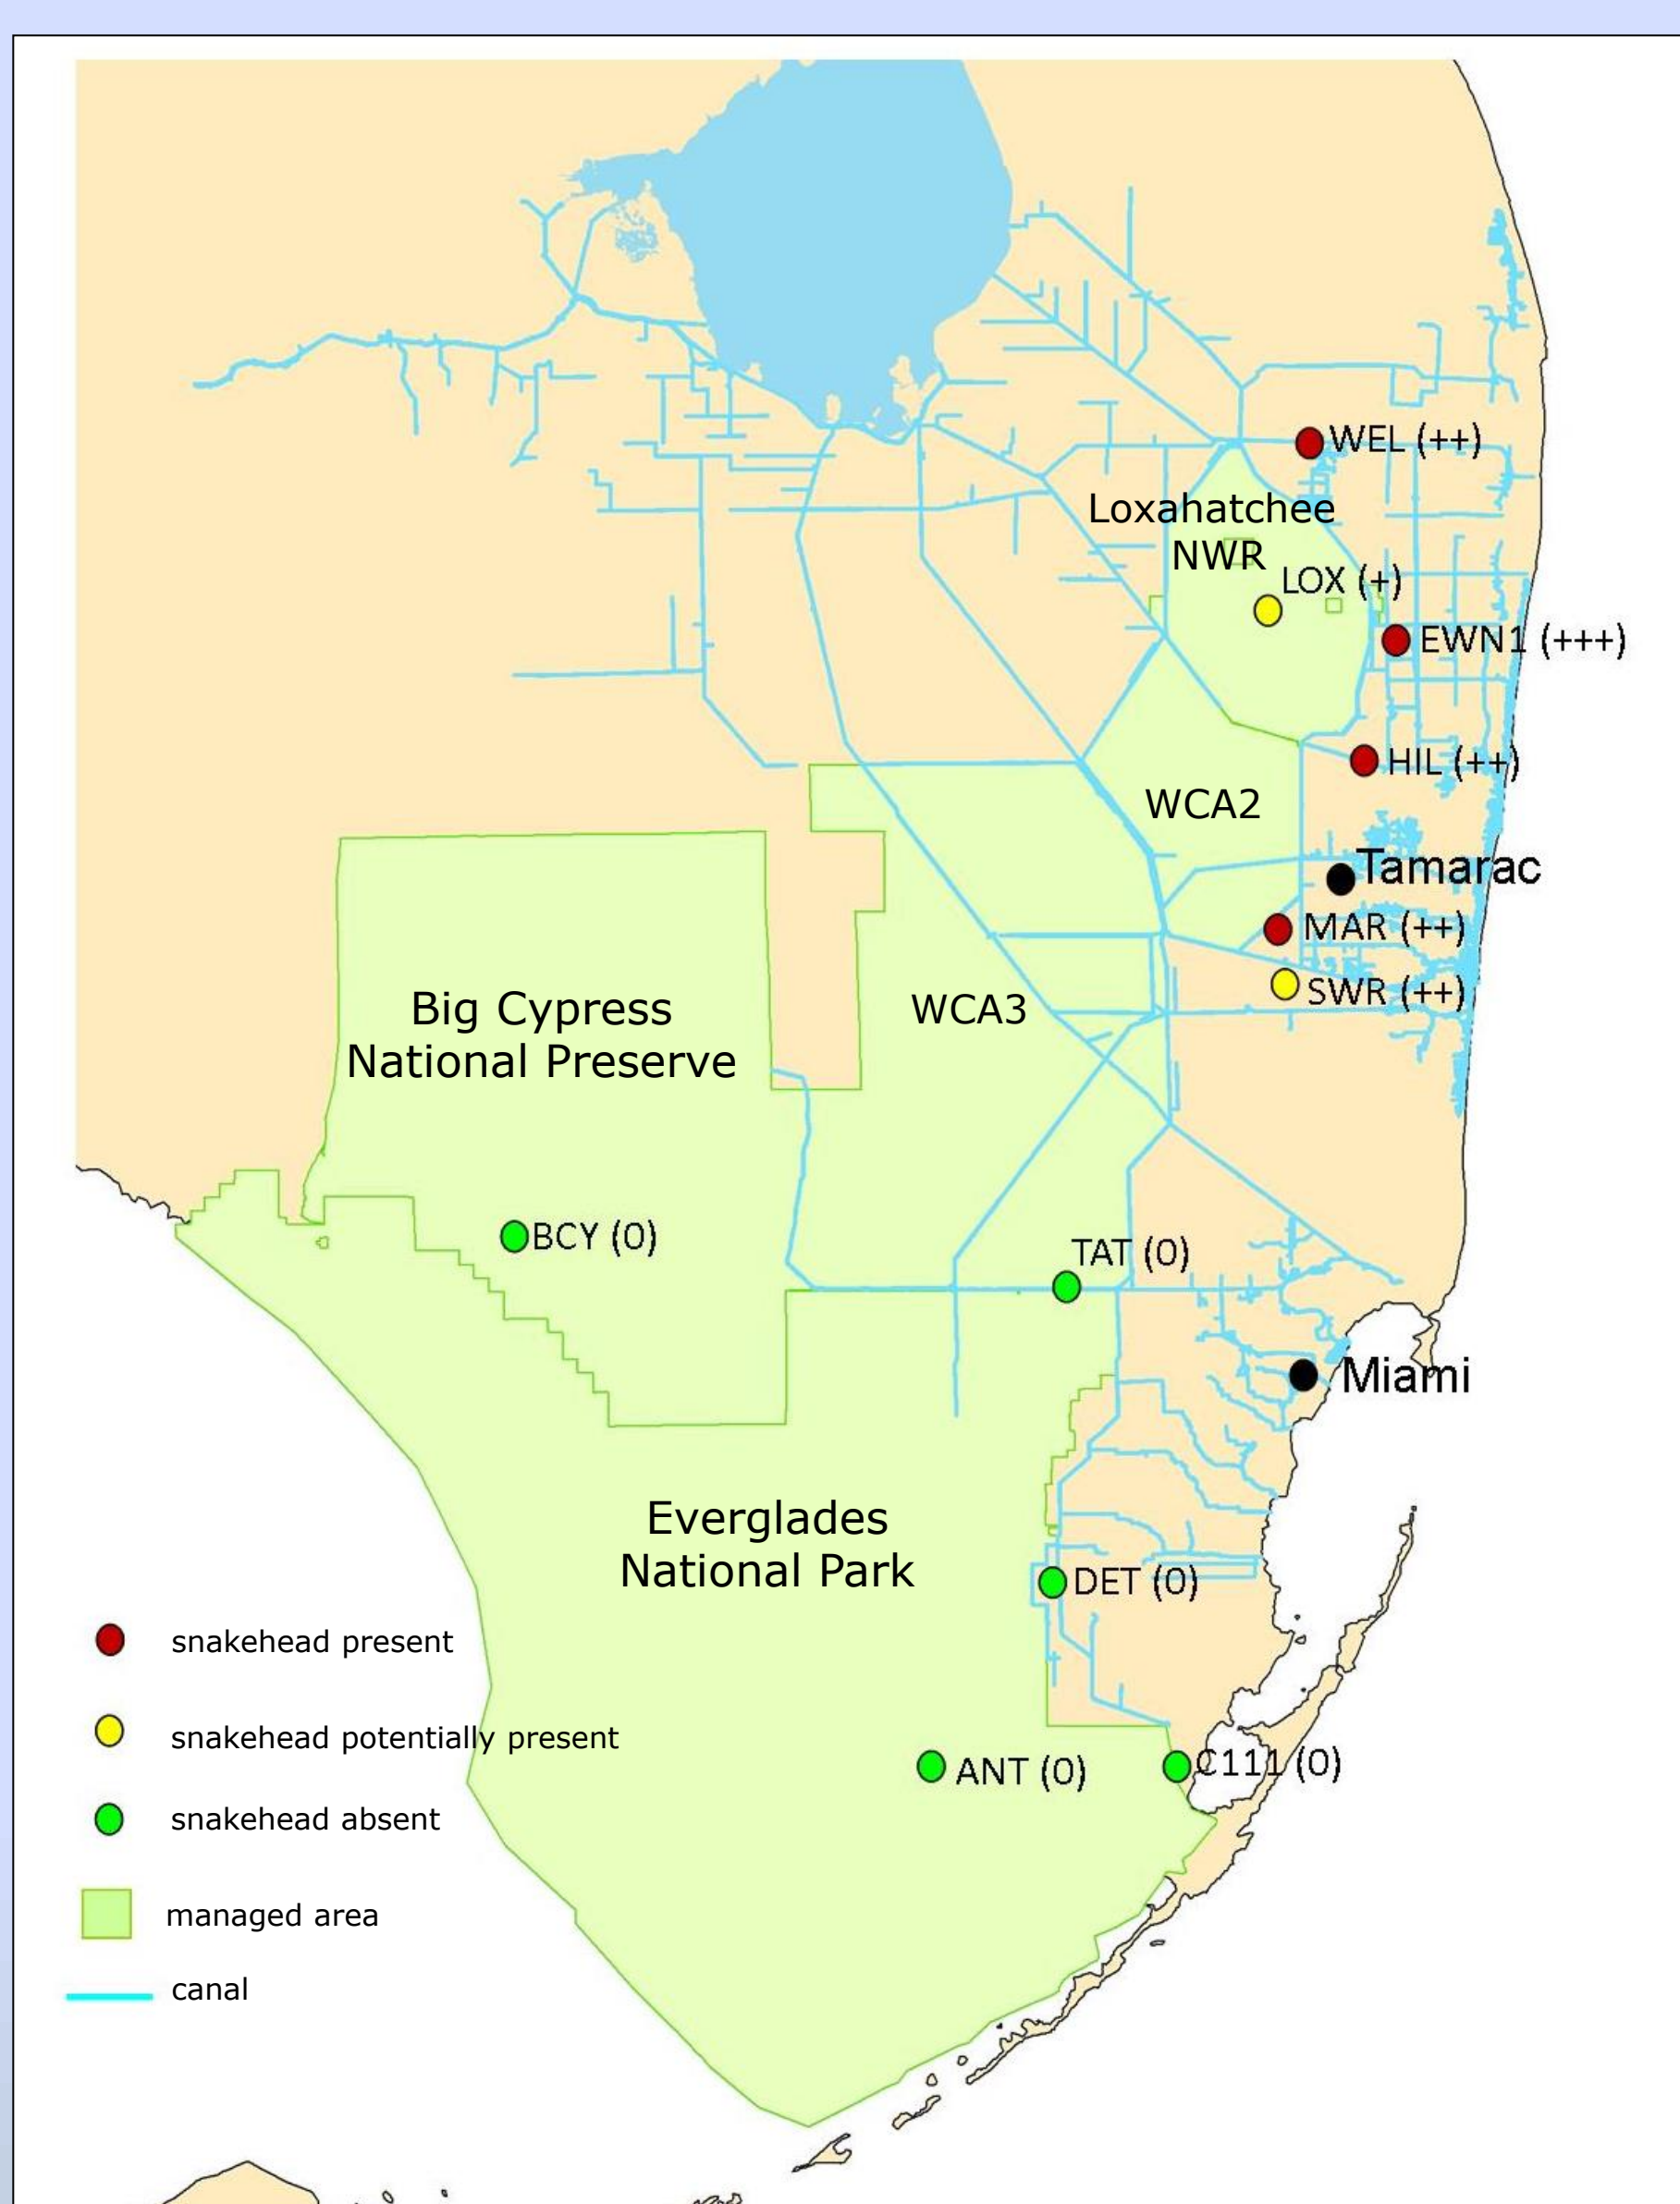 WEL (++)
Loxahatchee
NWR
LOX (+)
EWN1 (+++)
HIL (++)
WCA2
Tamarac
MAR (++)
SWR (++)
Big Cypress
National Preserve
WCA3
BCY (0)
TAT (0)
Miami
Everglades
National Park
DET (0)
snakehead present
snakehead potentially present
ANT (0)
C111 (0)
snakehead absent
managed area
canal